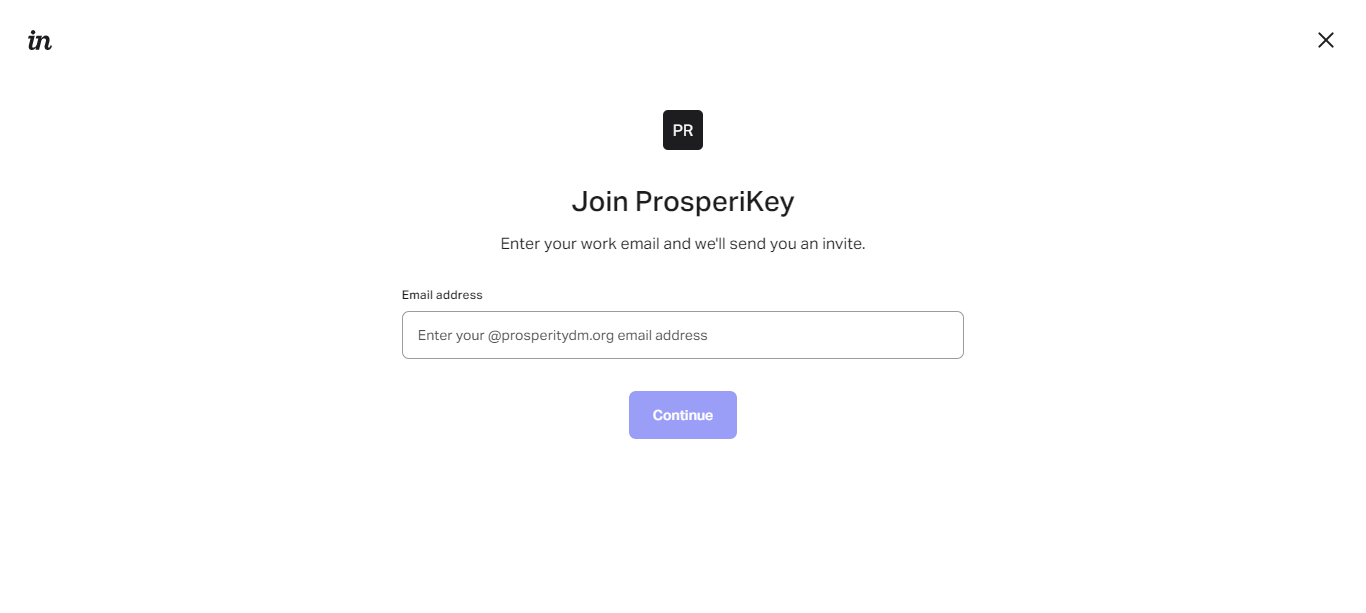 in
PR
Join ProsperiKey
Enter your work email and we'll send you an invite.
Email address
Enter your @prosperitydm.org email address
Continue